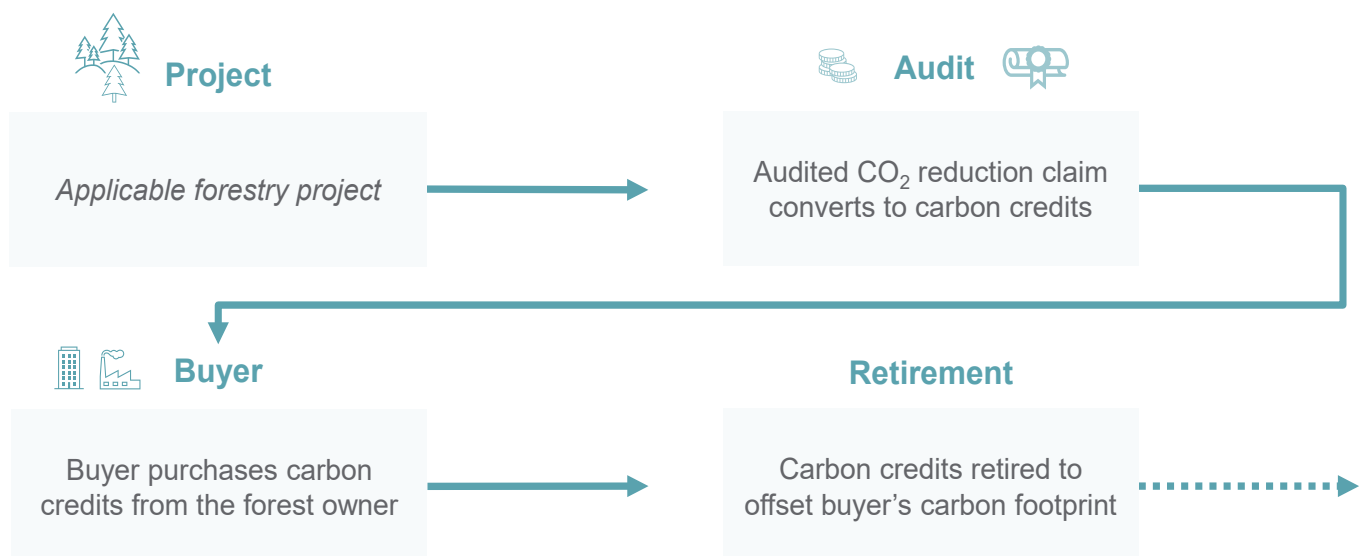 Project
Audit
Applicable forestry project
Audited CO₂ reduction claim
converts to carbon credits
Buyer
Retirement
Buyer purchases carbon
credits from the forest owner
Carbon credits retired to
offset buyer’s carbon footprint